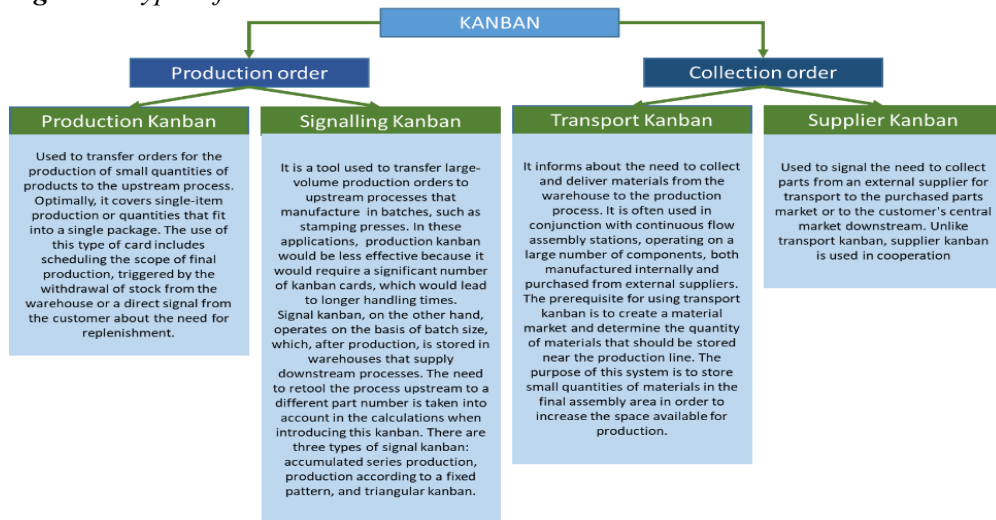 KANBAN
Production order
Collection order
Production Kanban
Used to transfer orders for the
production of small quantities of
products to the upstream process.
Optimally, it covers single-item
production or quantities that fit
into a single package. The use of
this type of card includes
scheduling the scope of final
production, triggered by the
withdrawal of stock from the
warehouse or a direct signal from
the customer about the need for
replenishment.
Signalling Kanban
It is a tool used to transfer large-
volume production orders to
upstream processes that
manufacture in batches, such as
stamping presses. In these
applications, production kanban
would be less effective because it
would require a significant number
of kanban cards, which would lead
to longer handling times.
Signal kanban, on the other hand,
operates on the basis of batch size,
which, after production, is stored in
warehouses that supply
downstream processes. The need
to retool the process upstream to a
different part number is taken into
account in the calculations when
introducing this kanban. There are
three types of signal kanban:
accumulated series production,
production according to a fixed
pattern, and triangular kanban.
Transport Kanban
It informs about the need to collect
and deliver materials from the
warehouse to the production
process. It is often used in
conjunction with continuous flow
assembly stations, operating on a
large number of components, both
manufactured internally and
purchased from external suppliers.
The prerequisite for using transport
kanban is to create a material
market and determine the quantity
of materials that should be stored
near the production line. The
purpose of this system is to store
small quantities of materials in the
final assembly area in order to
increase the space available for
production.
Supplier Kanban
Used to signal the need to collect
parts from an external supplier for
transport to the purchased parts
market or to the customer's central
market downstream. Unlike
transport kanban, supplier kanban
is used in cooperation